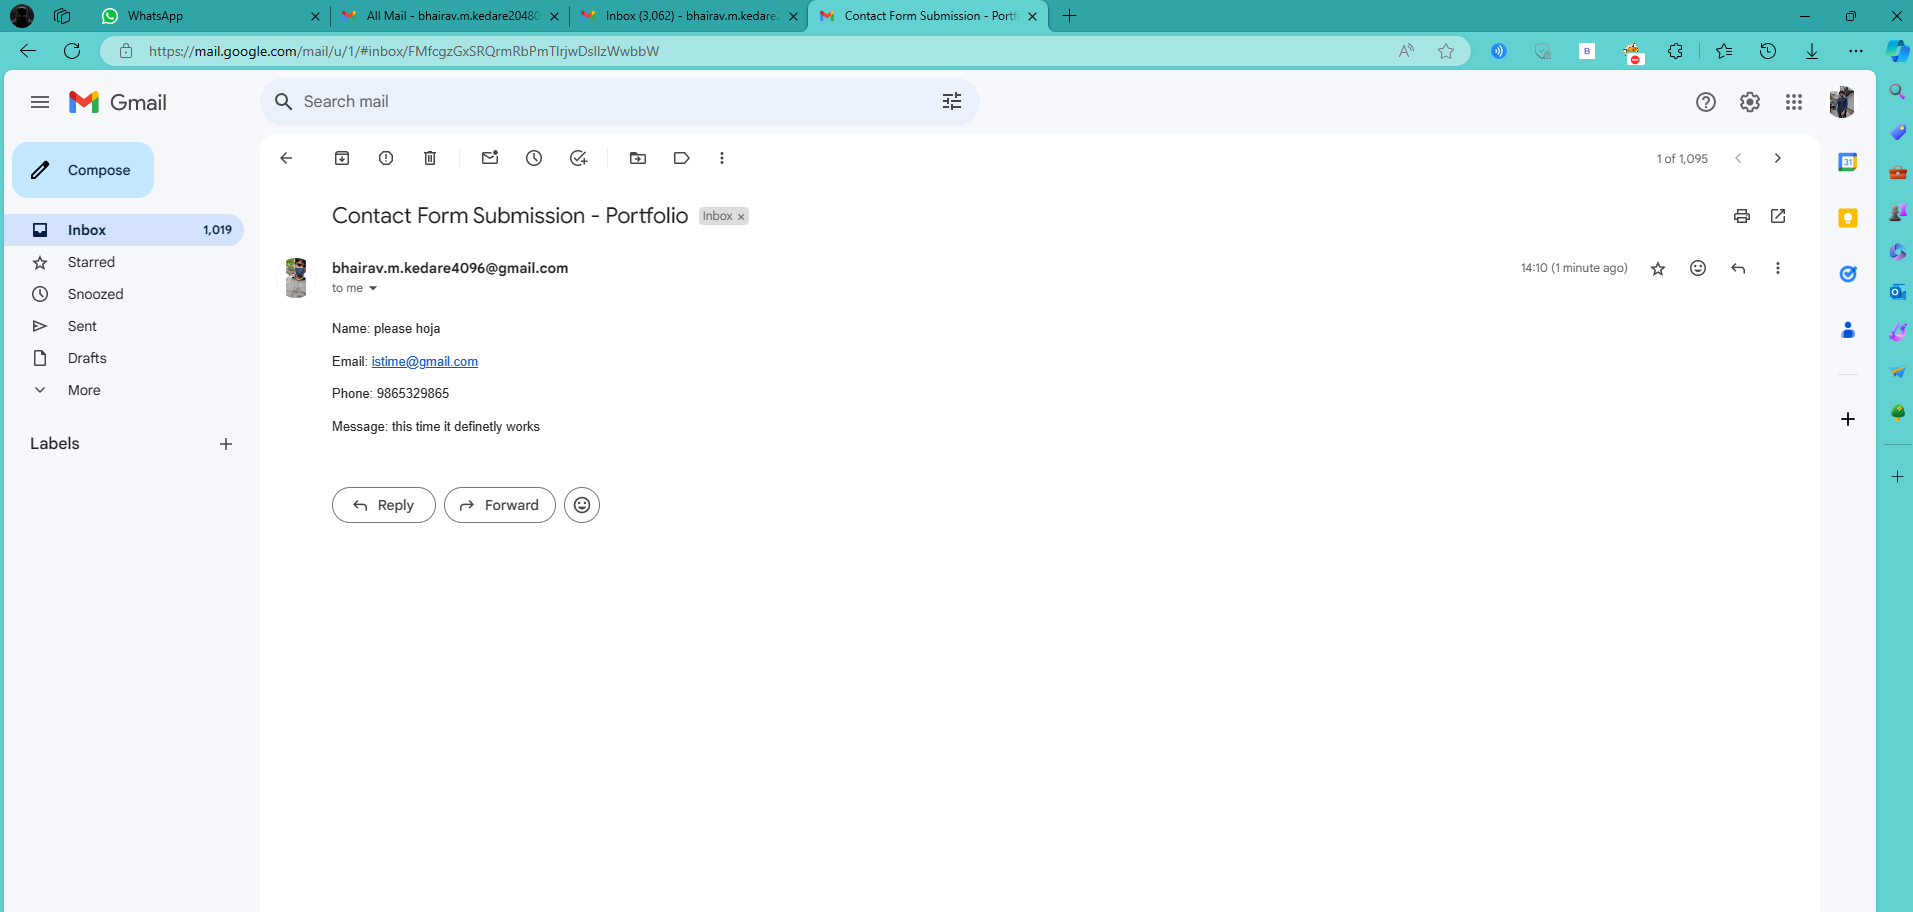 WhatsApp
All Mail - bhairav.m.kedare20480
Inbox (3,062) - bhairav.m.kedare2
Contact Form Submission - Portf
https://mail.google.com/mail/u/1/#inbox/FMfcgzGxSRQrmRbPmTlrjwDsllzWwbbW
Gmail
Search mail
Compose
1 of 1,095
Contact Form Submission - Portfolio
Inbox ×
Inbox 1,019
Starred
Snoozed
Sent
Drafts
More
Labels
bhairav.m.kedare4096@gmail.com
14:10 (1 minute ago)
to me
Name: please hoja
Email: istime@gmail.com
Phone: 9865329865
Message: this time it definetly works
Reply
Forward
31
B